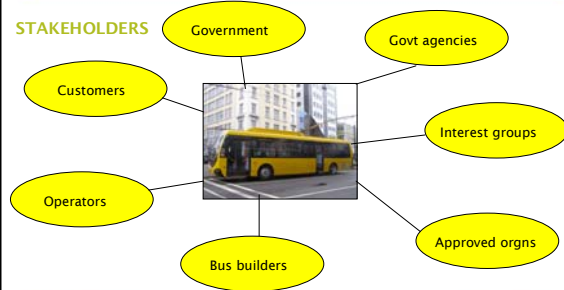 STAKEHOLDERS
Government
Govt agencies
Customers
Interest groups
Operators
Approved orgns
Bus builders